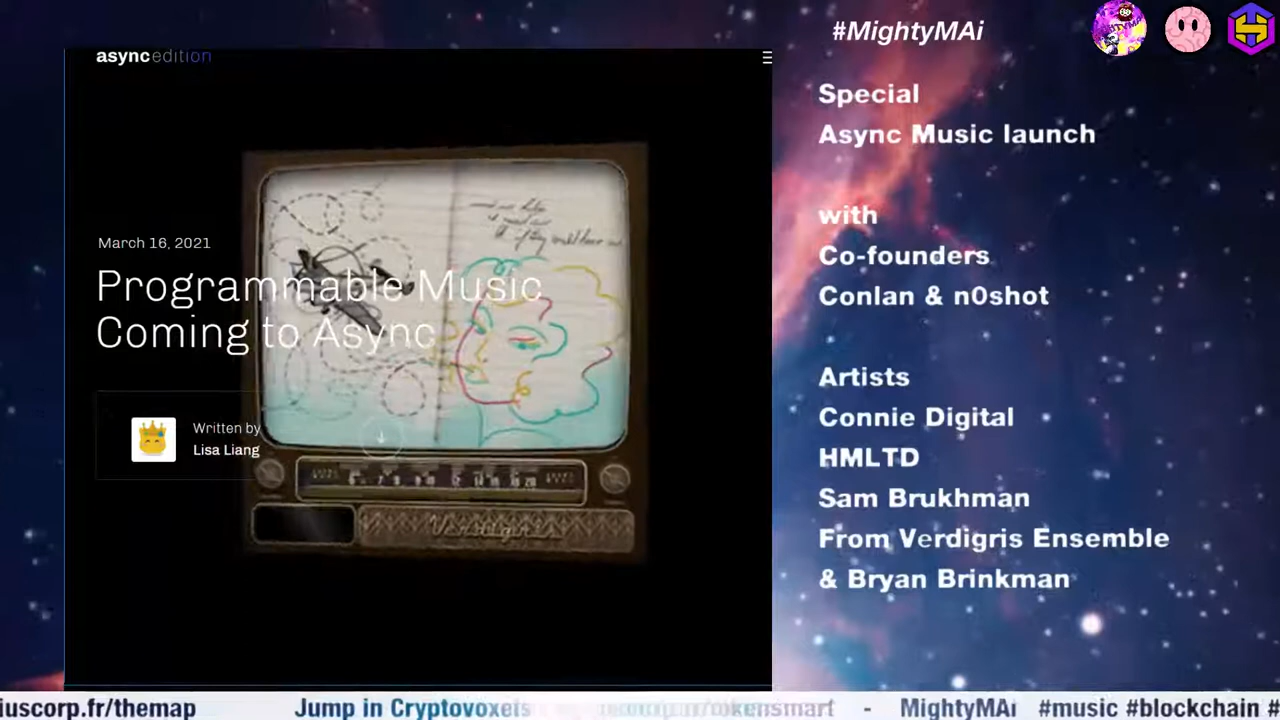 #MightyMAi
asyncedition
March 16, 2021
Programmable Music
Coming to Async
Written by
Lisa Liang
Special
Async Music launch
with
Co-founders
Conlan & n0shot
Artists
Connie Digital
HMLTD
Sam Brukhman
From Verdigris Ensemble
& Bryan Brinkman
iuscorp.fr/themap Jump in Cryptovoxels - MightyMAi #music #blockchain #